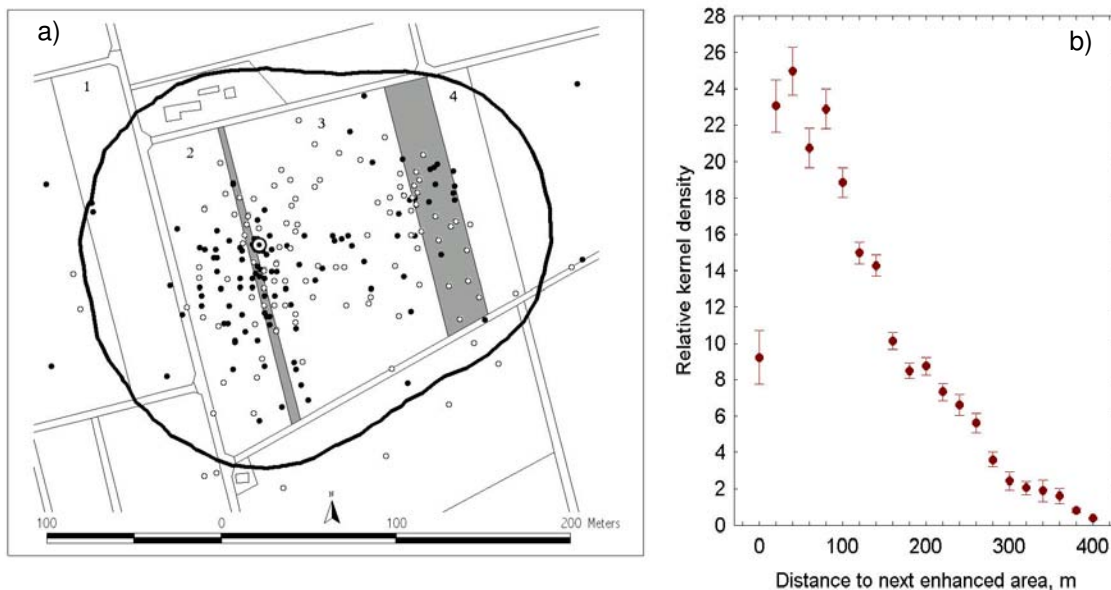 a)
1
2
3
4
N
100 0 100 200 Meters
b)
Relative kernel density
28
26
24
22
20
18
16
14
12
10
8
6
4
2
0
0 100 200 300 400
Distance to next enhanced area, m